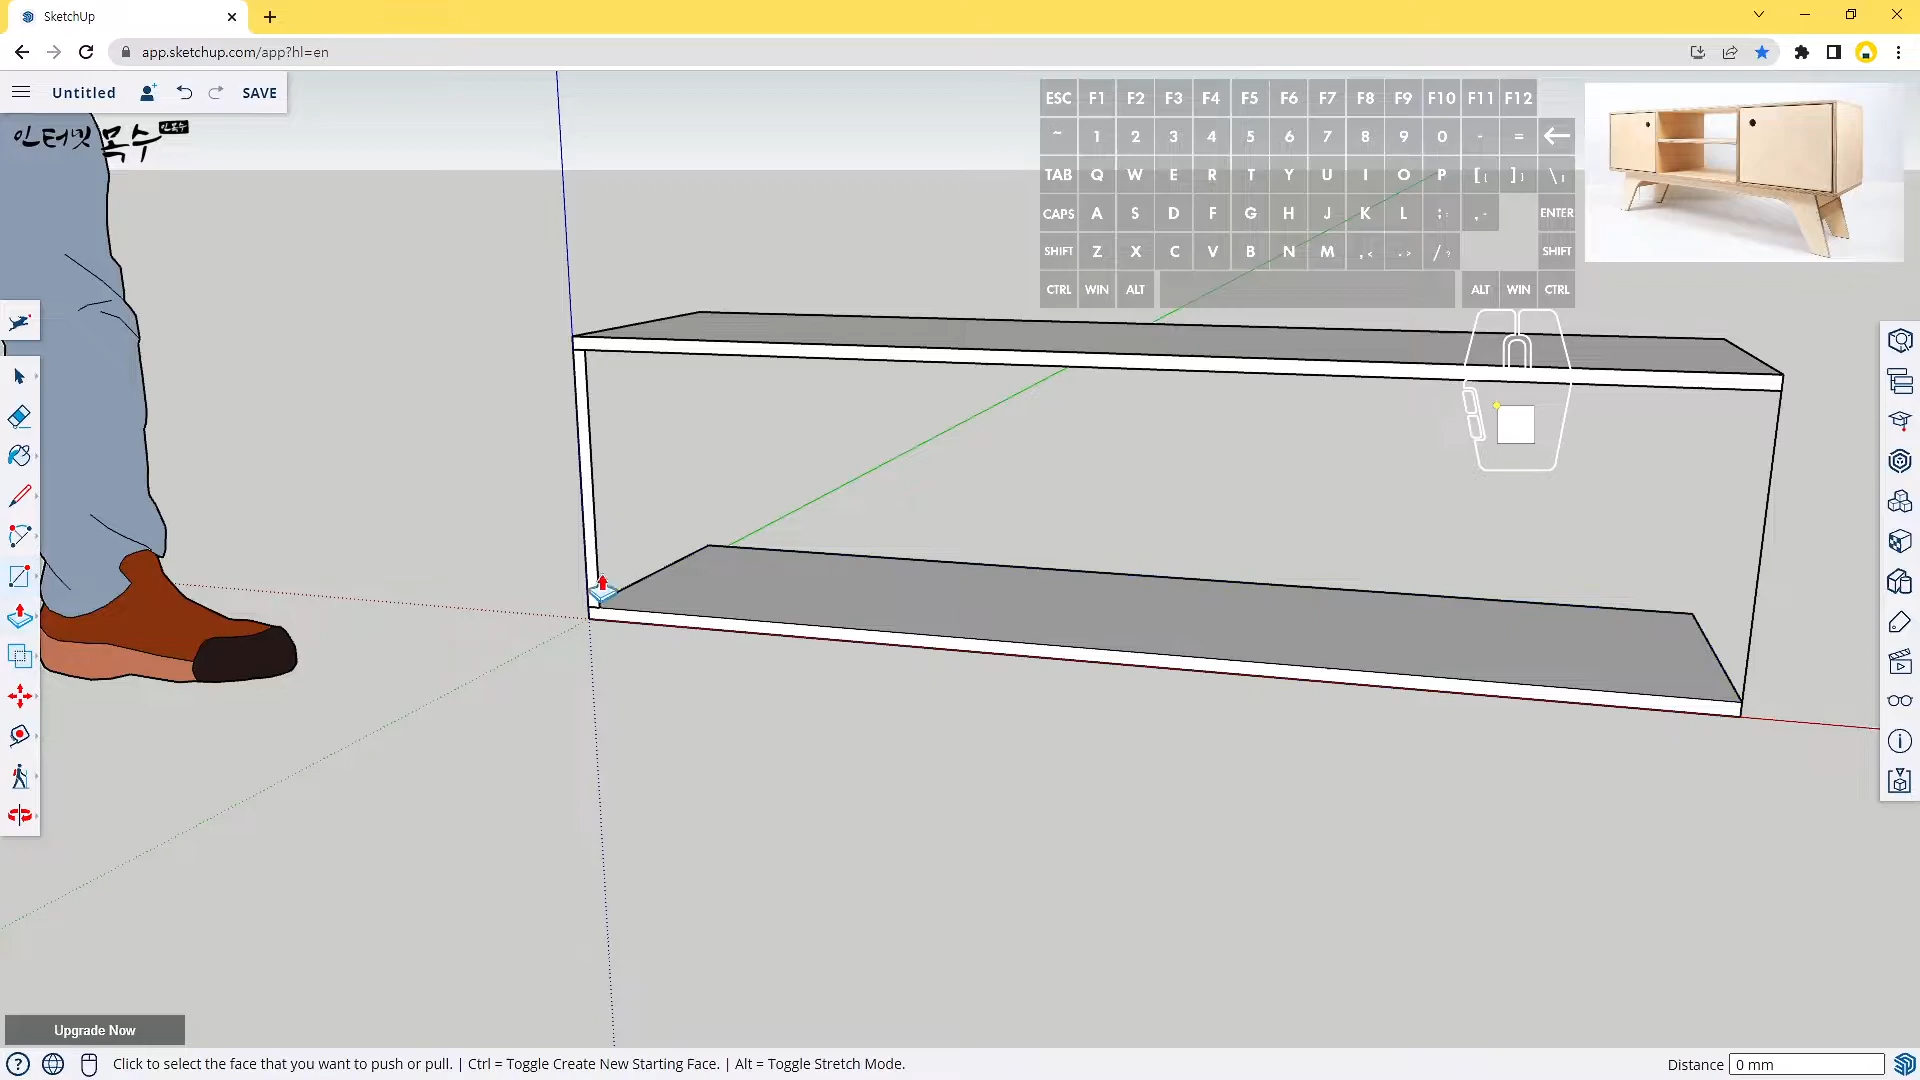 SketchUp
app.sketchup.com/app?hl=en
Untitled
SAVE
인터넷 목수
ESC F1 F2 F3 F4 F5 F6 F7 F8 F9 F10 F11 F12
~ 1 2 3 4 5 6 7 8 9 0 - =
TAB Q W E R T Y U I O P [ { ] } \ |
CAPS A S D F G H J K L ; : , - ENTER
SHIFT Z X C V B N M , < . > / ? SHIFT
CTRL WIN ALT ALT WIN CTRL
Upgrade Now
Click to select the face that you want to push or pull. | Ctrl = Toggle Create New Starting Face. | Alt = Toggle Stretch Mode.
Distance 0 mm